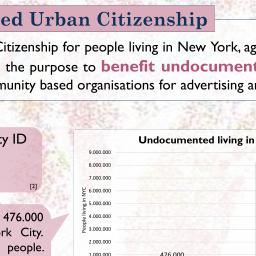 ed Urban Citizenship
Citizenship for people living in New York, ag
the purpose to benefit undocument
munity based organisations for advertising an
ty ID
[2]
476.000
rk City.
people.
Undocumented living in
9.000.000
8.000.000
7.000.000
6.000.000
5.000.000
4.000.000
3.000.000
2.000.000
1.000.000
People living in NYC
476.000